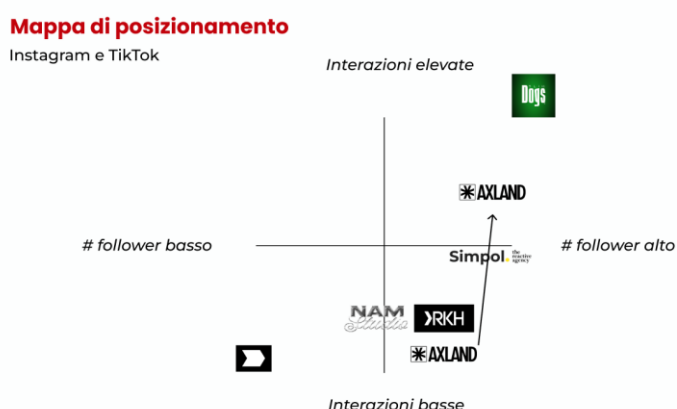 Mappa di posizionamento
Instagram e TikTok
Interazioni elevate
Dogs
AXLAND
# follower basso
# follower alto
Simpol. the reactive agency
NAM
Studio
RKH
AXLAND
Interazioni basse